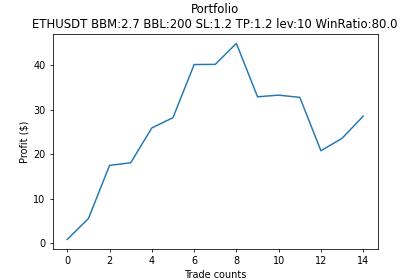 Portfolio
ETHUSDT BBM:2.7 BBL:200 SL:1.2 TP:1.2 lev:10 WinRatio:80.0
40
30
20
10
0
Profit ($)
0 2 4 6 8 10 12 14
Trade counts